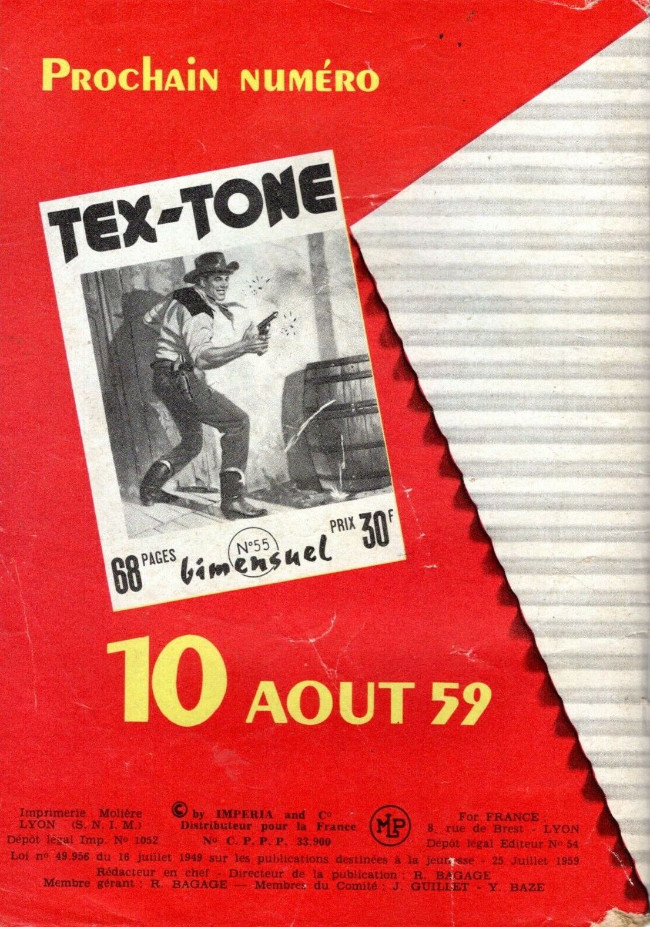 PROCHAIN NUMÉRO
TEX-TONE
68 PAGES
N° 55
bimensuel
PRIX 30F
10 AOUT 59
Imprimerie Molière
LYON (S.N.I.M.)
Dépôt légal Imp. N° 1052
© by IMPERIA and C°
Distributeur pour la France
N° C.P.P.P. 33.900
MLP
For FRANCE :
8, rue de Brest - LYON
Dépôt légal Editeur N° 54
Loi n° 49.956 du 16 juillet 1949 sur les publications destinées à la jeunesse - 25 Juillet 1959
Rédacteur en chef - Directeur de la publication : R. BAGAGE
Membre gérant : R. BAGAGE — Membres du Comité : J. GUILLET - Y. BAZE